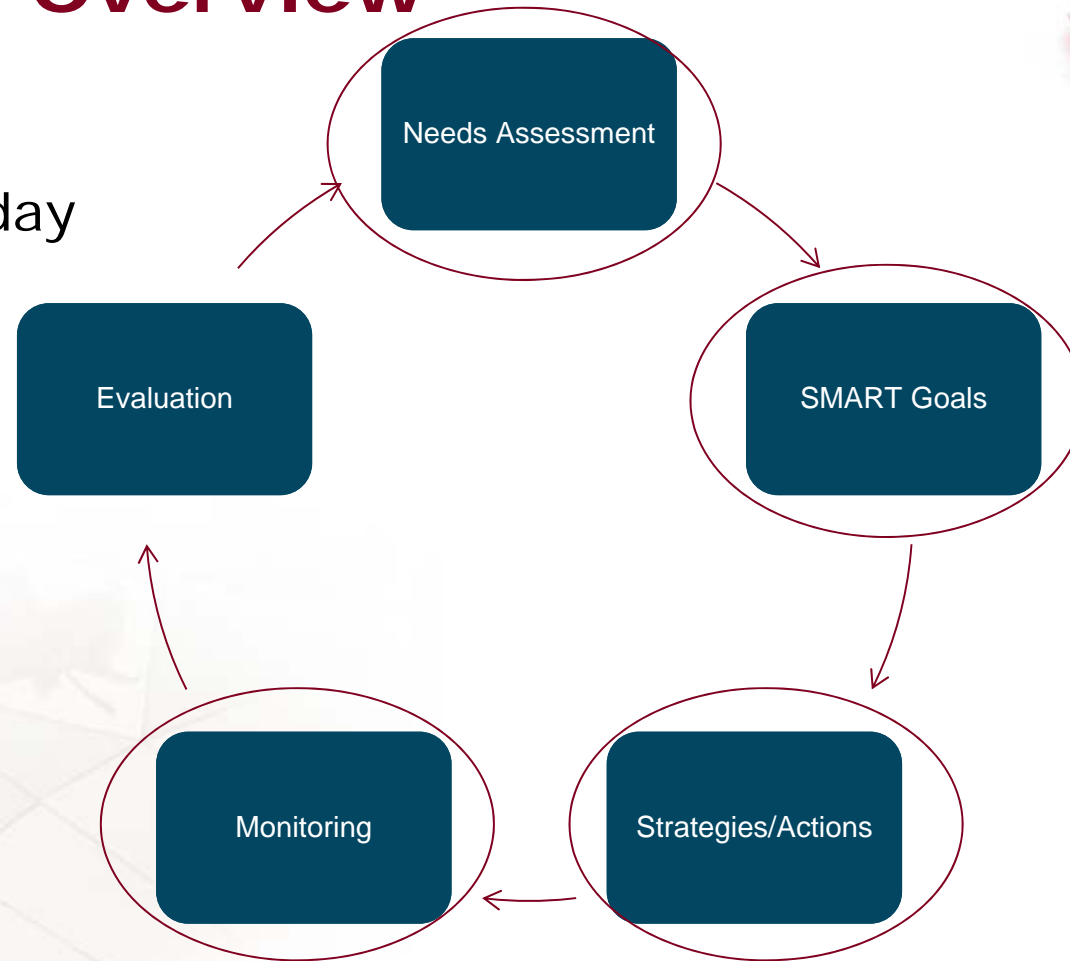 Overview
Needs Assessment
day
Evaluation
SMART Goals
Monitoring
Strategies/Actions